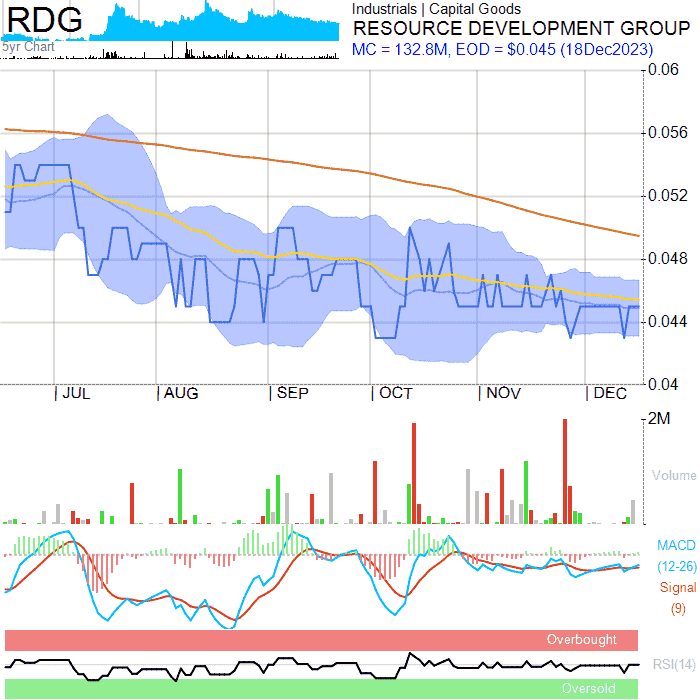 RDG
5yr Chart
Industrials | Capital Goods
RESOURCE DEVELOPMENT GROUP
MC = 132.8M, EOD = $0.045 (18Dec2023)
0.06
0.056
0.052
0.048
0.044
0.04
JUL AUG SEP OCT NOV DEC
2M
Volume
MACD
(12-26)
Signal
(9)
Overbought
RSI(14)
Oversold